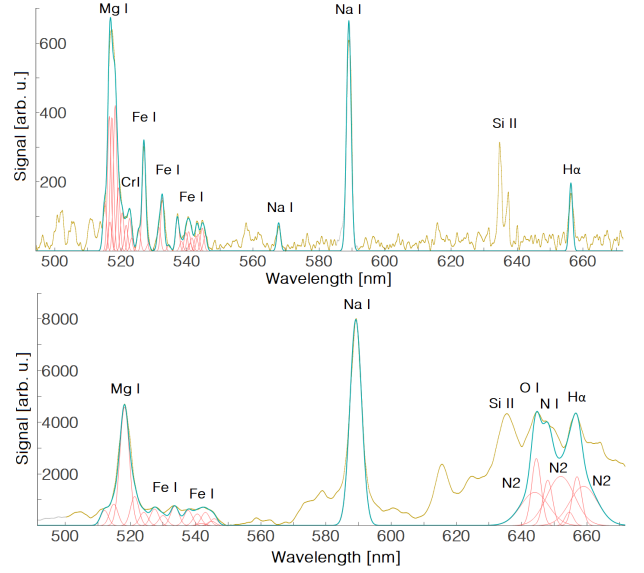 Mg I
Na I
600
400
200
Signal [arb. u.]
Fe I
Si II
Fe I
CrI
Fe I
Hα
Na I
500
520
540
560
580
600
620
640
660
Wavelength [nm]
Na I
8000
6000
4000
2000
Signal [arb. u.]
Mg I
O I
Si II
N I
Hα
Fe I
Fe I
N2
N2
N2
500
520
540
560
580
600
620
640
660
Wavelength [nm]